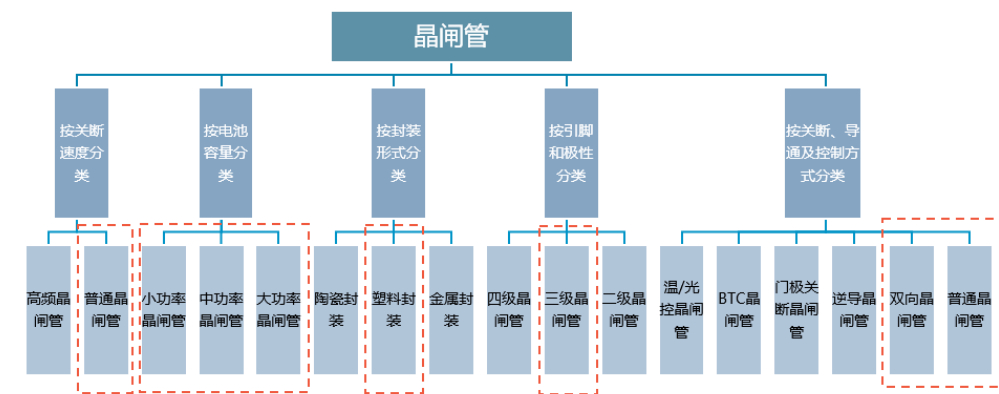 晶闸管
按关断
速度分
类
按电池
容量分
类
按封装
形式分
类
按引脚
和极性
分类
按关断、导
通及控制方
式分类
高频晶
闸管
普通晶
闸管
小功率
晶闸管
中功率
晶闸管
大功率
晶闸管
陶瓷封
装
塑料封
装
金属封
装
四级晶
闸管
三级晶
闸管
二级晶
闸管
温/光
控晶闸
管
BTC晶
闸管
门极关
断晶闸
管
逆导晶
闸管
双向晶
闸管
普通晶
闸管